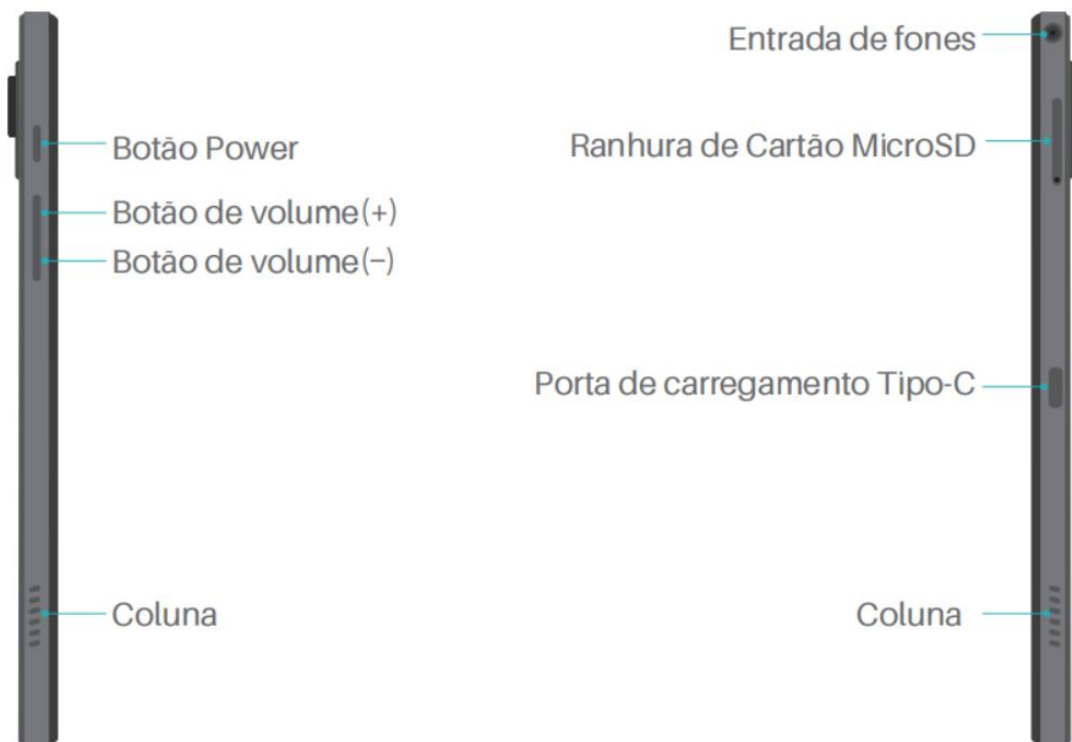 Entrada de fones
Botão Power
Ranhura de Cartão MicroSD
Botão de volume(+)
Botão de volume(−)
Porta de carregamento Tipo-C
Coluna
Coluna